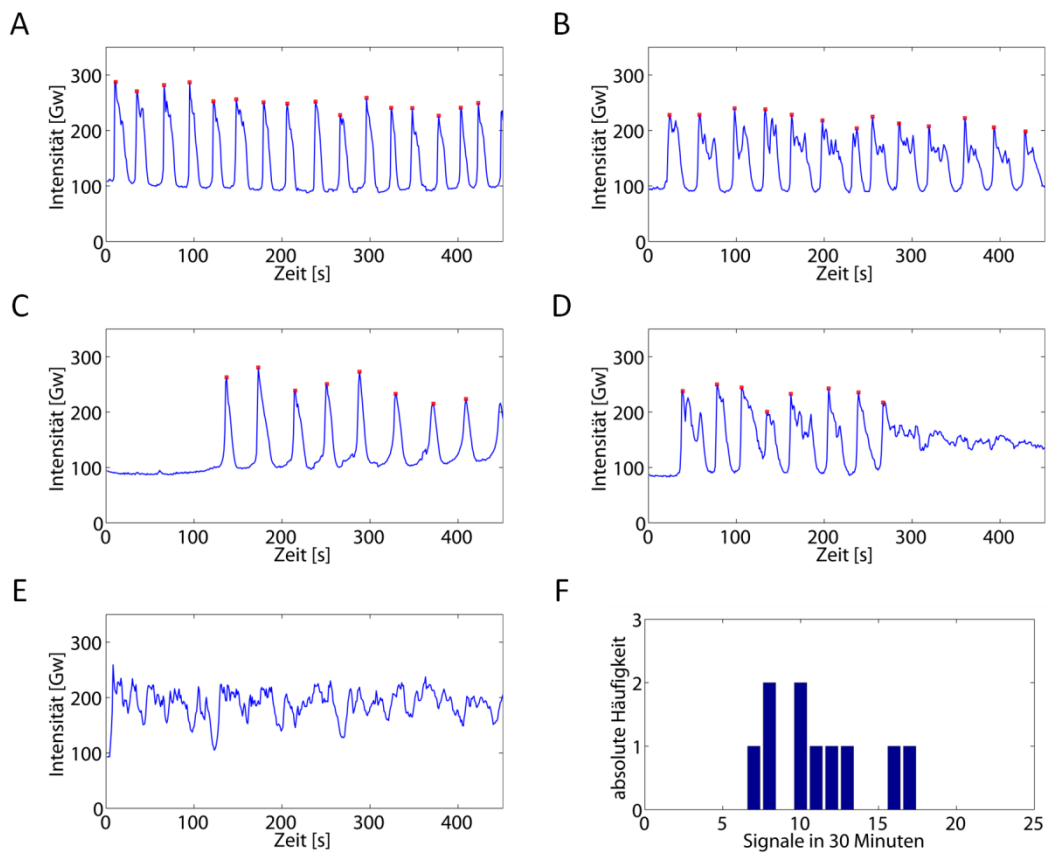 A
B
300
200
100
0
Intensität [Gw]
0 100 200 300 400
Zeit [s]
300
200
100
0
Intensität [Gw]
0 100 200 300 400
Zeit [s]
C
D
300
200
100
0
Intensität [Gw]
0 100 200 300 400
Zeit [s]
300
200
100
0
Intensität [Gw]
0 100 200 300 400
Zeit [s]
E
F
300
200
100
0
Intensität [Gw]
0 100 200 300 400
Zeit [s]
3
2
1
0
absolute Häufigkeit
0 5 10 15 20 25
Signale in 30 Minuten